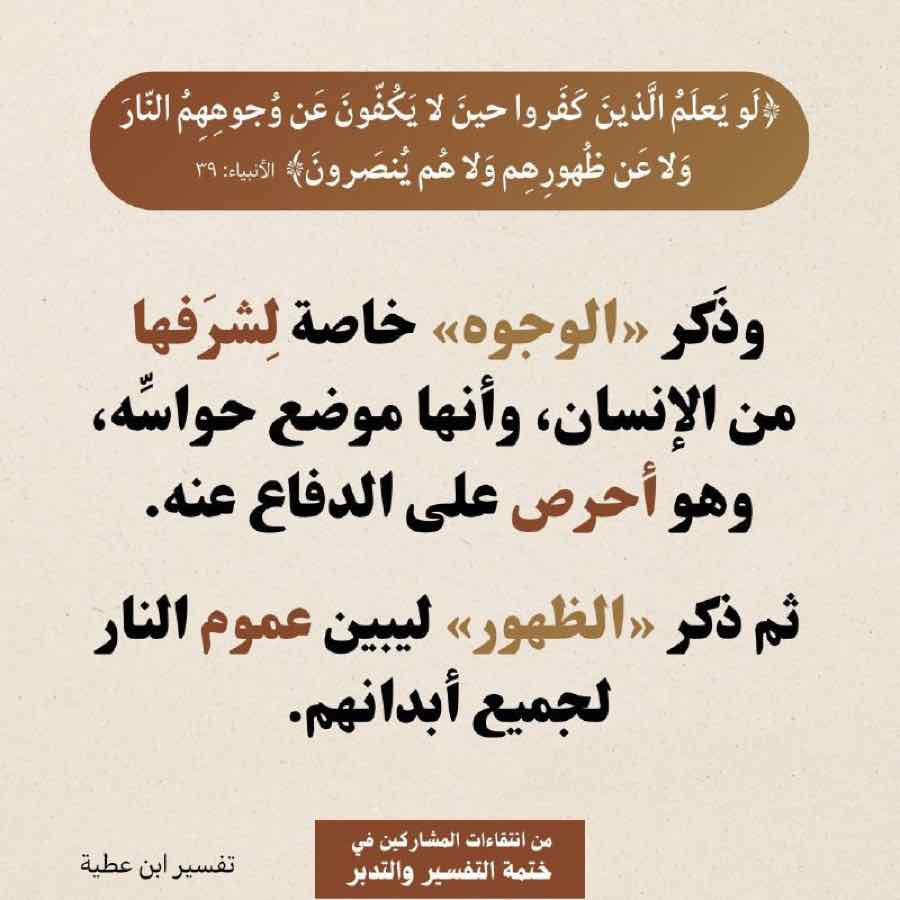 ﴿لَو يَعلَمُ الَّذينَ كَفَروا حينَ لا يَكُفّونَ عَن وُجوهِهِمُ النّارَ
وَلا عَن ظُهورِهِم وَلا هُم يُنصَرونَ﴾ الأنبياء: ٣٩
وذَكر «الوجوه» خاصة لِشرَفها
من الإنسان، وأنها موضع حواسِّه،
وهو أحرص على الدفاع عنه.
ثم ذكر «الظهور» ليبين عموم النار
لجميع أبدانهم.
من انتقاءات المشاركين في
ختمة التفسير والتدبر
تفسير ابن عطية